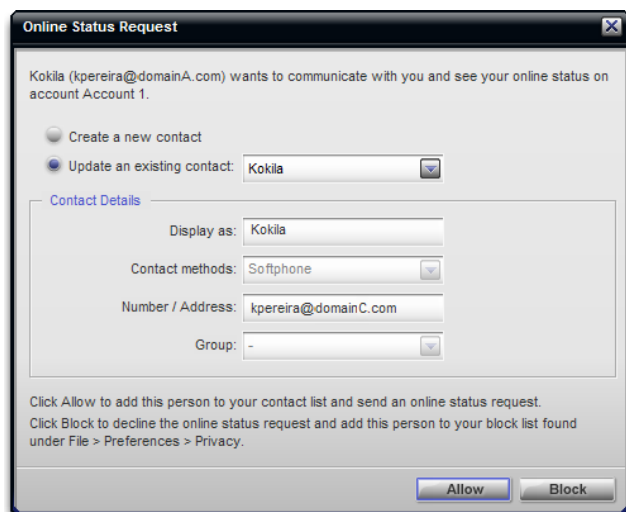 Online Status Request
Kokila (kpereira@domainA.com) wants to communicate with you and see your online status on
account Account 1.
Create a new contact
Update an existing contact: Kokila
Contact Details
Display as: Kokila
Contact methods: Softphone
Number / Address: kpereira@domainC.com
Group: -
Click Allow to add this person to your contact list and send an online status request.
Click Block to decline the online status request and add this person to your block list found
under File > Preferences > Privacy.
Allow Block